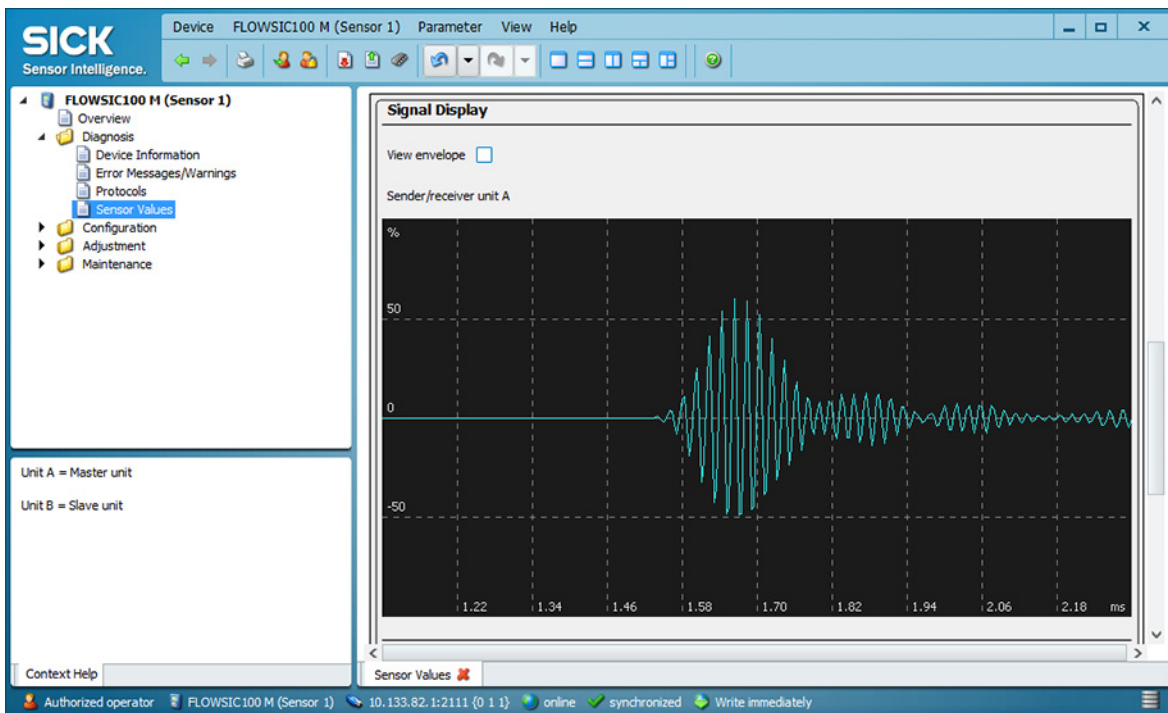 SICK
Sensor Intelligence.
Device FLOWSIC100 M (Sensor 1) Parameter View Help
FLOWSIC100 M (Sensor 1)
Overview
Diagnosis
Device Information
Error Messages/Warnings
Protocols
Sensor Values
Configuration
Adjustment
Maintenance
Unit A = Master unit
Unit B = Slave unit
Context Help
Signal Display
View envelope
Sender/receiver unit A
%
50
0
-50
1.22 1.34 1.46 1.58 1.70 1.82 1.94 2.06 2.18 ms
Sensor Values
Authorized operator FLOWSIC100 M (Sensor 1) 10.133.82.1:2111 {0 1 1} online synchronized Write immediately